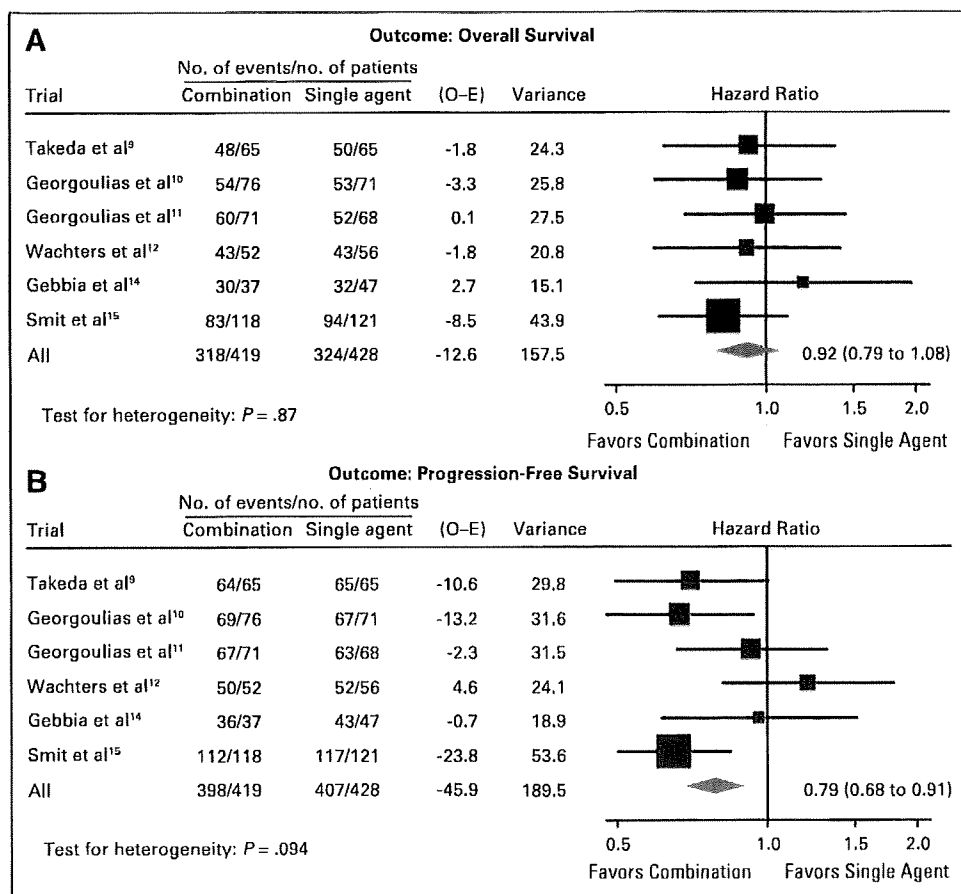 A
Outcome: Overall Survival
No. of events/no. of patients
Trial Combination Single agent (O–E) Variance Hazard Ratio
Takeda et al⁹ 48/65 50/65 -1.8 24.3
Georgoulias et al¹⁰ 54/76 53/71 -3.3 25.8
Georgoulias et al¹¹ 60/71 52/68 0.1 27.5
Wachters et al¹² 43/52 43/56 -1.8 20.8
Gebbia et al¹⁴ 30/37 32/47 2.7 15.1
Smit et al¹⁵ 83/118 94/121 -8.5 43.9
All 318/419 324/428 -12.6 157.5 0.92 (0.79 to 1.08)
0.5 1.0 1.5 2.0
Test for heterogeneity: P = .87
Favors Combination Favors Single Agent
B
Outcome: Progression-Free Survival
No. of events/no. of patients
Trial Combination Single agent (O–E) Variance Hazard Ratio
Takeda et al⁹ 64/65 65/65 -10.6 29.8
Georgoulias et al¹⁰ 69/76 67/71 -13.2 31.6
Georgoulias et al¹¹ 67/71 63/68 -2.3 31.5
Wachters et al¹² 50/52 52/56 4.6 24.1
Gebbia et al¹⁴ 36/37 43/47 -0.7 18.9
Smit et al¹⁵ 112/118 117/121 -23.8 53.6
All 398/419 407/428 -45.9 189.5 0.79 (0.68 to 0.91)
0.5 1.0 1.5 2.0
Test for heterogeneity: P = .094
Favors Combination Favors Single Agent